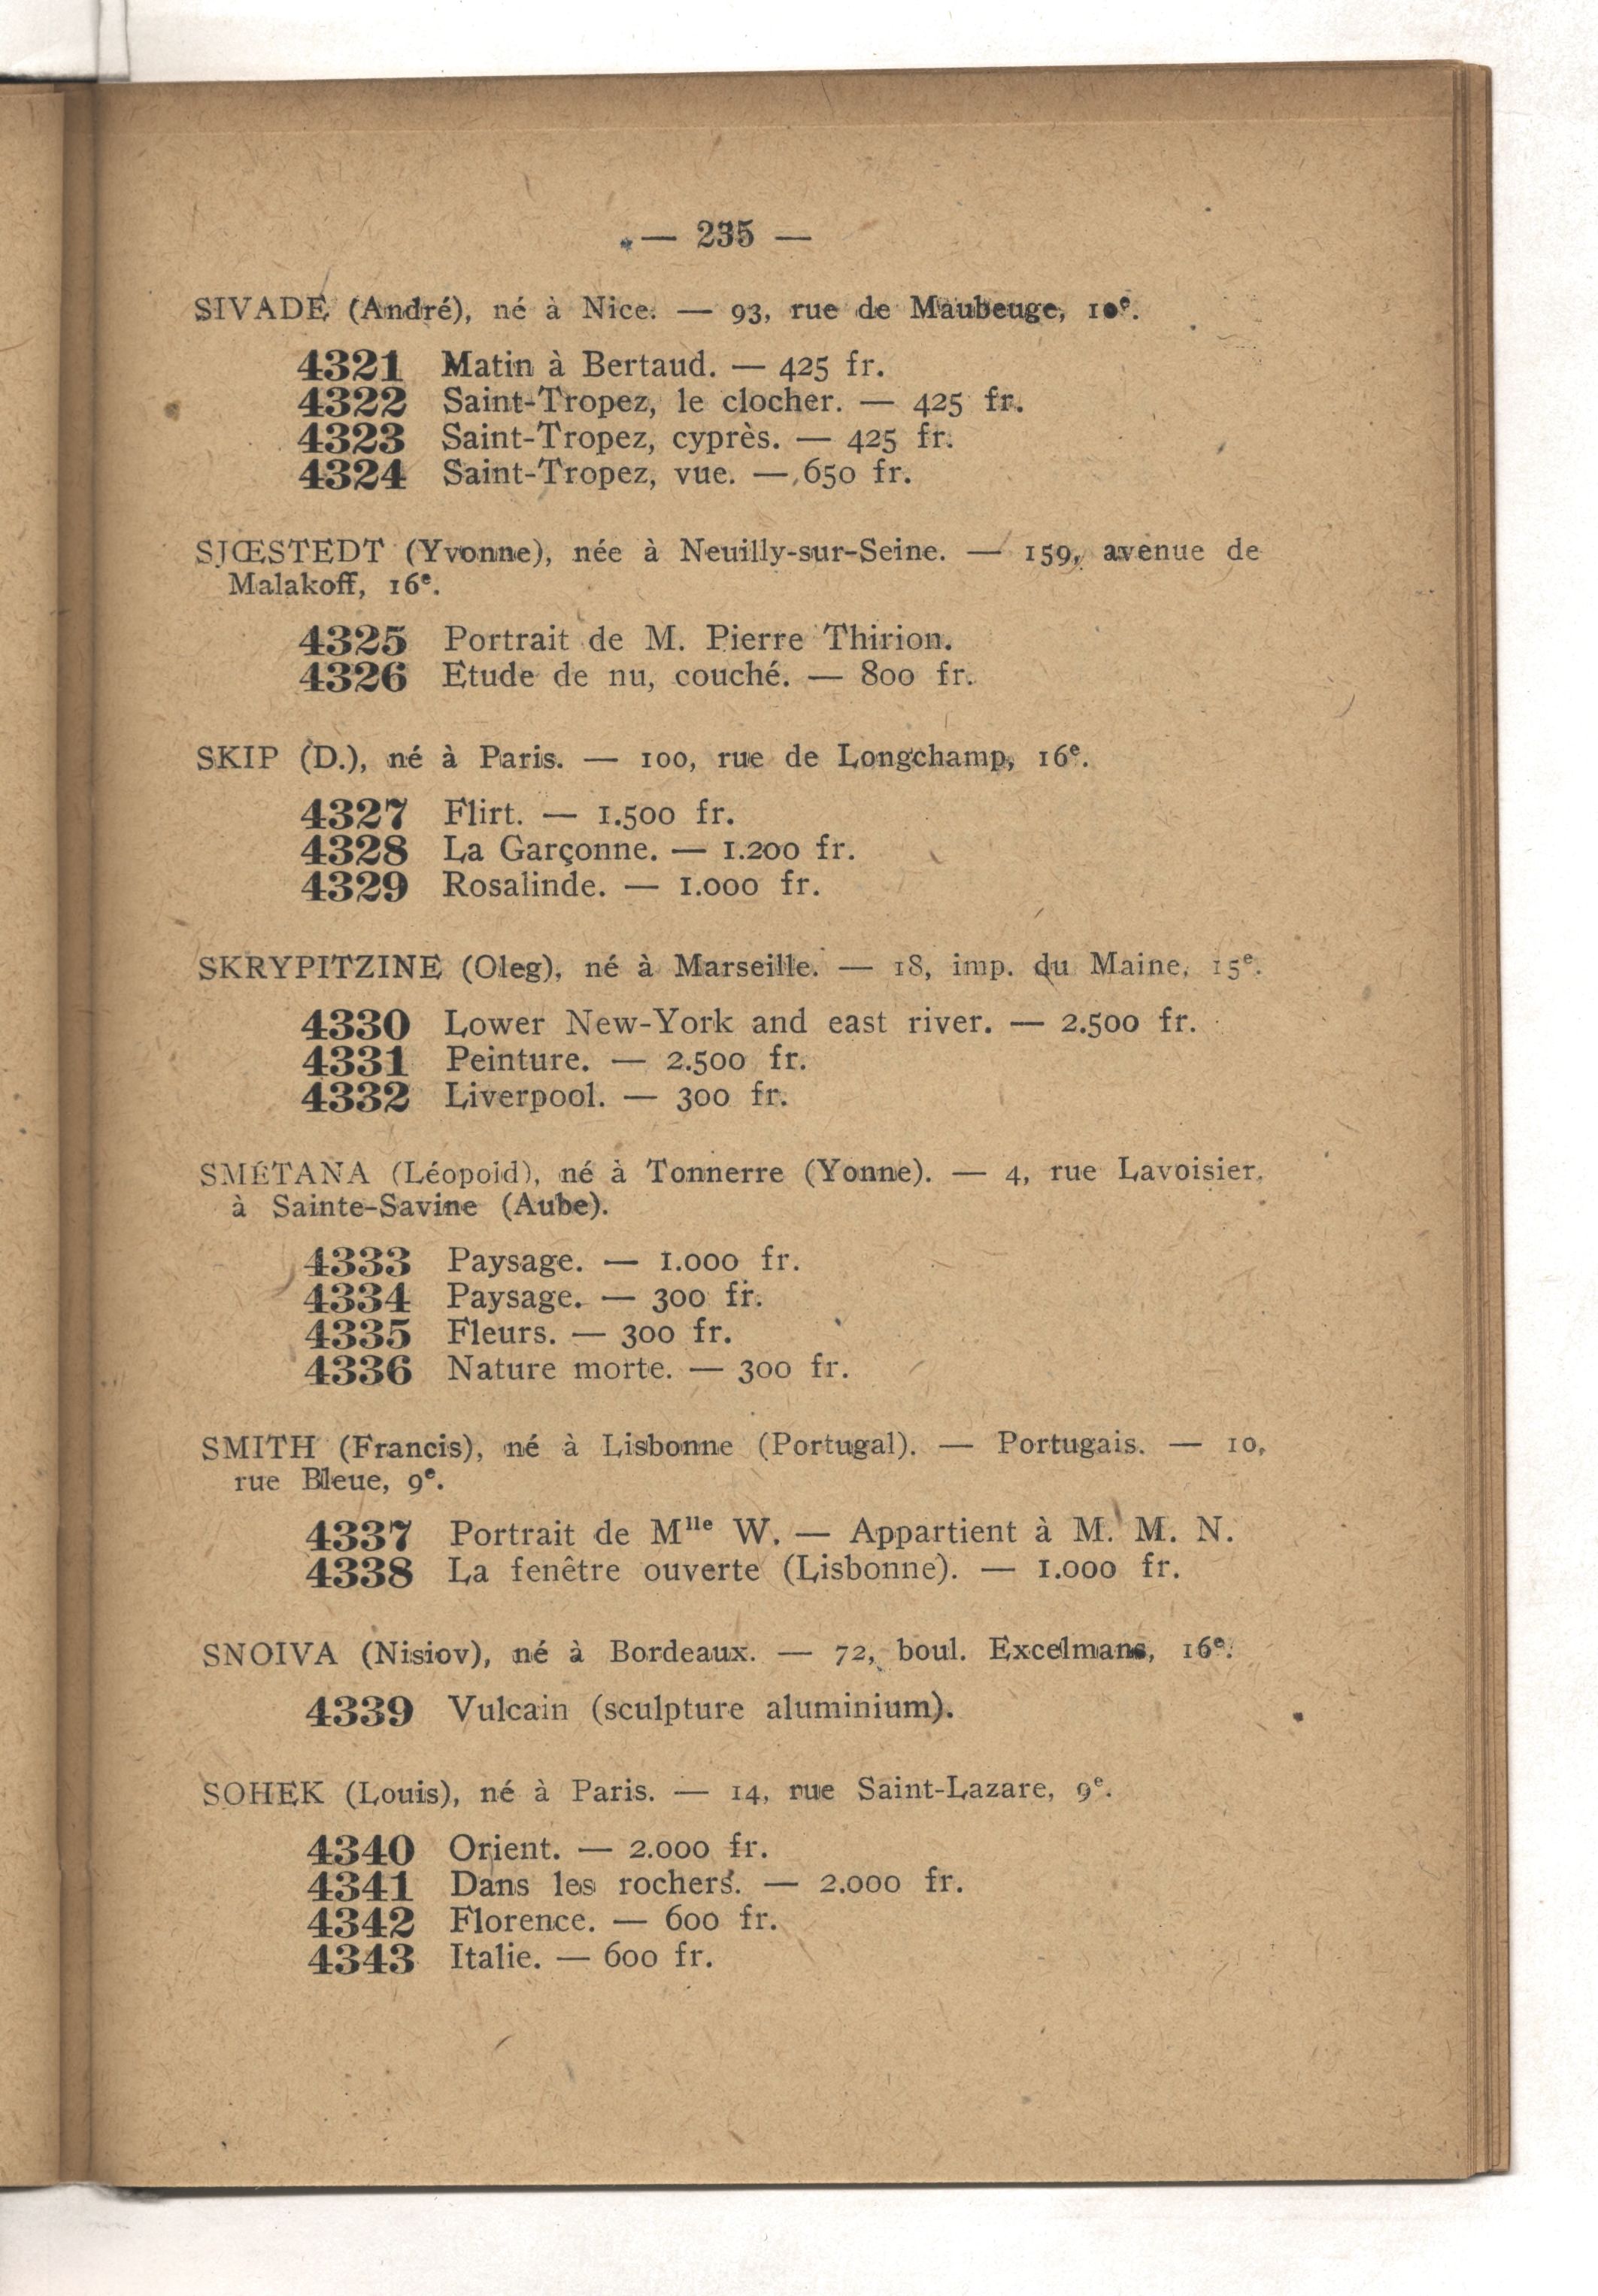 — 235 —
SIVADE (André), né à Nice. — 93, rue de Maubeuge, 10e.
4321 Matin à Bertaud. — 425 fr.
4322 Saint-Tropez, le clocher. — 425 fr.
4323 Saint-Tropez, cyprès. — 425 fr.
4324 Saint-Tropez, vue. — 650 fr.
SJŒSTEDT (Yvonne), née à Neuilly-sur-Seine. — 159, avenue de
Malakoff, 16e.
4325 Portrait de M. Pierre Thirion.
4326 Etude de nu, couché. — 800 fr.
SKIP (D.), né à Paris. — 100, rue de Longchamp, 16e.
4327 Flirt. — 1.500 fr.
4328 La Garçonne. — 1.200 fr.
4329 Rosalinde. — 1.000 fr.
SKRYPITZINE (Oleg), né à Marseille. — 18, imp. du Maine, 15e.
4330 Lower New-York and east river. — 2.500 fr.
4331 Peinture. — 2.500 fr.
4332 Liverpool. — 300 fr.
SMÉTANA (Léopold), né à Tonnerre (Yonne). — 4, rue Lavoisier,
à Sainte-Savine (Aube).
4333 Paysage. — 1.000 fr.
4334 Paysage. — 300 fr.
4335 Fleurs. — 300 fr.
4336 Nature morte. — 300 fr.
SMITH (Francis), né à Lisbonne (Portugal). — Portugais. — 10,
rue Bleue, 9e.
4337 Portrait de Mlle W. — Appartient à M. M. N.
4338 La fenêtre ouverte (Lisbonne). — 1.000 fr.
SNOIVA (Nisiov), né à Bordeaux. — 72, boul. Excelmans, 16e.
4339 Vulcain (sculpture aluminium).
SOHEK (Louis), né à Paris. — 14, rue Saint-Lazare, 9e.
4340 Orient. — 2.000 fr.
4341 Dans les rochers. — 2.000 fr.
4342 Florence. — 600 fr.
4343 Italie. — 600 fr.